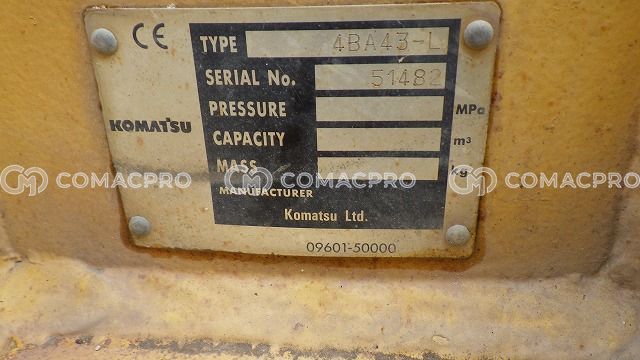 CE
TYPE 4BA43-L
SERIAL No. 51482
PRESSURE MPa
KOMATSU
CAPACITY m³
MASS kg
COMACPRO COMACPRO COMACPRO
MANUFACTURER
Komatsu Ltd.
09601-50000